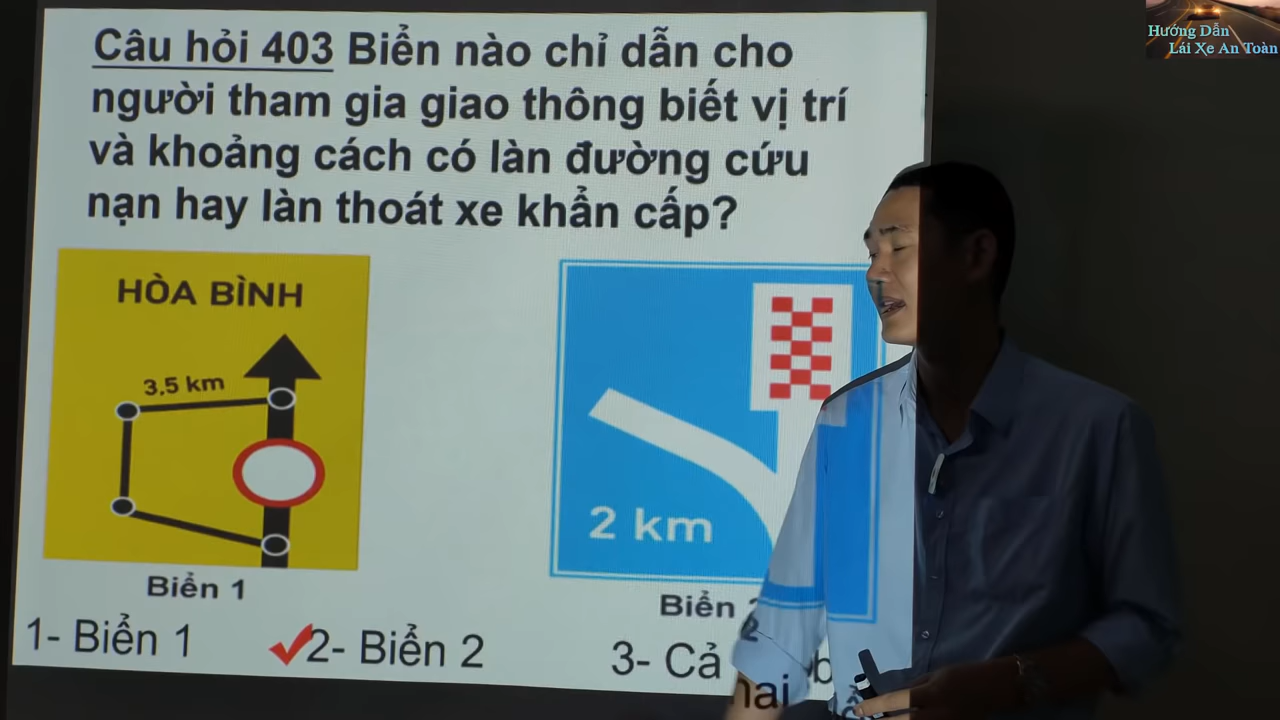 Hướng Dẫn
Lái Xe An Toàn
Câu hỏi 403 Biển nào chỉ dẫn cho
người tham gia giao thông biết vị trí
và khoảng cách có làn đường cứu
nạn hay làn thoát xe khẩn cấp?
HÒA BÌNH
3,5 km
2 km
Biển 1
Biển 2
1- Biển 1
2- Biển 2
3- Cả hai